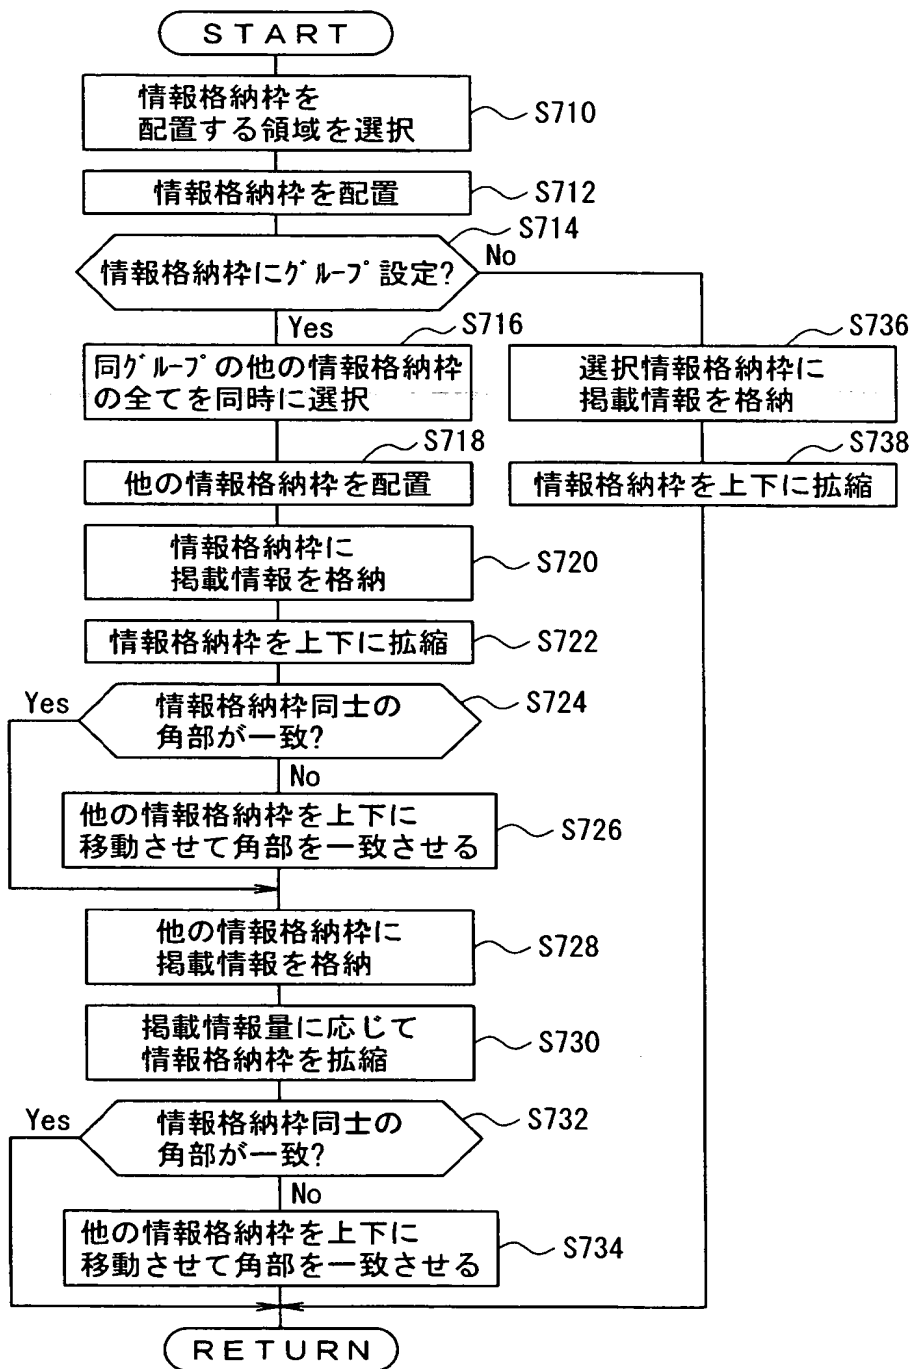 START
情報格納枠を
配置する領域を選択
S710
情報格納枠を配置
S712
S714
情報格納枠にグループ設定?
No
Yes
S716
同グループの他の情報格納枠
の全てを同時に選択
S736
選択情報格納枠に
掲載情報を格納
S718
他の情報格納枠を配置
S738
情報格納枠を上下に拡縮
情報格納枠に
掲載情報を格納
S720
情報格納枠を上下に拡縮
S722
Yes
情報格納枠同士の
角部が一致?
S724
No
他の情報格納枠を上下に
移動させて角部を一致させる
S726
他の情報格納枠に
掲載情報を格納
S728
掲載情報量に応じて
情報格納枠を拡縮
S730
Yes
情報格納枠同士の
角部が一致?
S732
No
他の情報格納枠を上下に
移動させて角部を一致させる
S734
RETURN